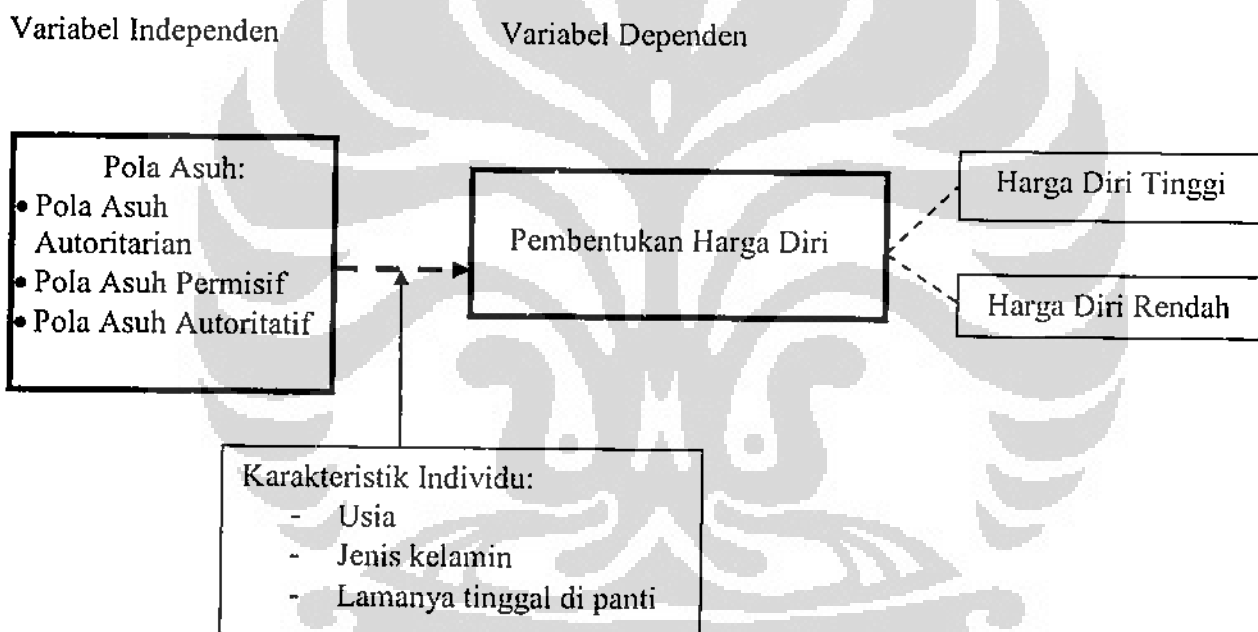 Variabel Independen
Variabel Dependen
Pola Asuh:
• Pola Asuh
Autoritarian
• Pola Asuh Permisif
• Pola Asuh Autoritatif
Pembentukan Harga Diri
Harga Diri Tinggi
Harga Diri Rendah
Karakteristik Individu:
- Usia
- Jenis kelamin
- Lamanya tinggal di panti